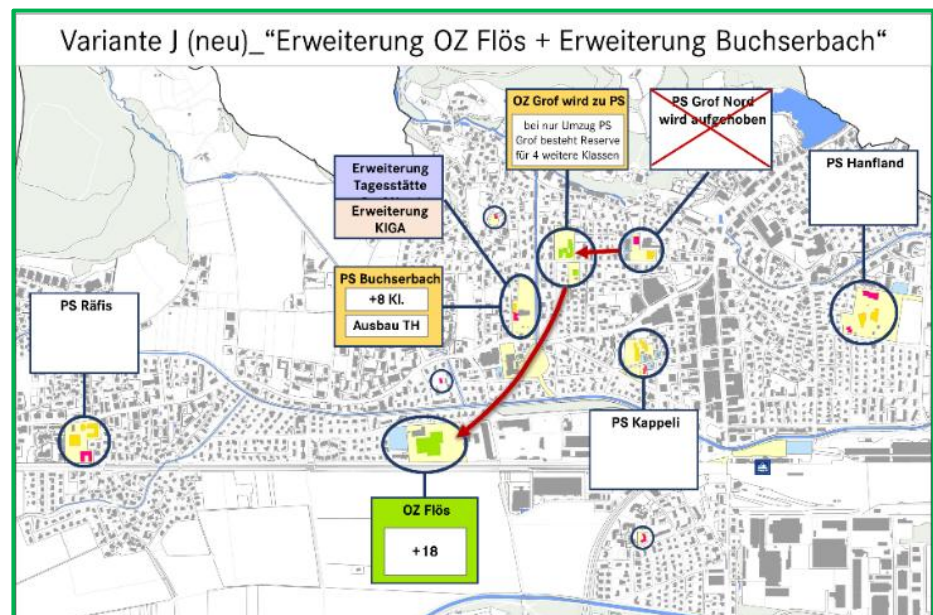 Variante J (neu)_“Erweiterung OZ Flös + Erweiterung Buchserbach“
OZ Grof wird zu PS
bei nur Umzug PS
Grof besteht Reserve
für 4 weitere Klassen
PS Grof Nord
wird aufgehoben
PS Hanfland
Erweiterung
Tagesstätte
Erweiterung
KIGA
PS Buchserbach
+8 Kl.
Ausbau TH
PS Räfis
PS Kappeli
OZ Flös
+18